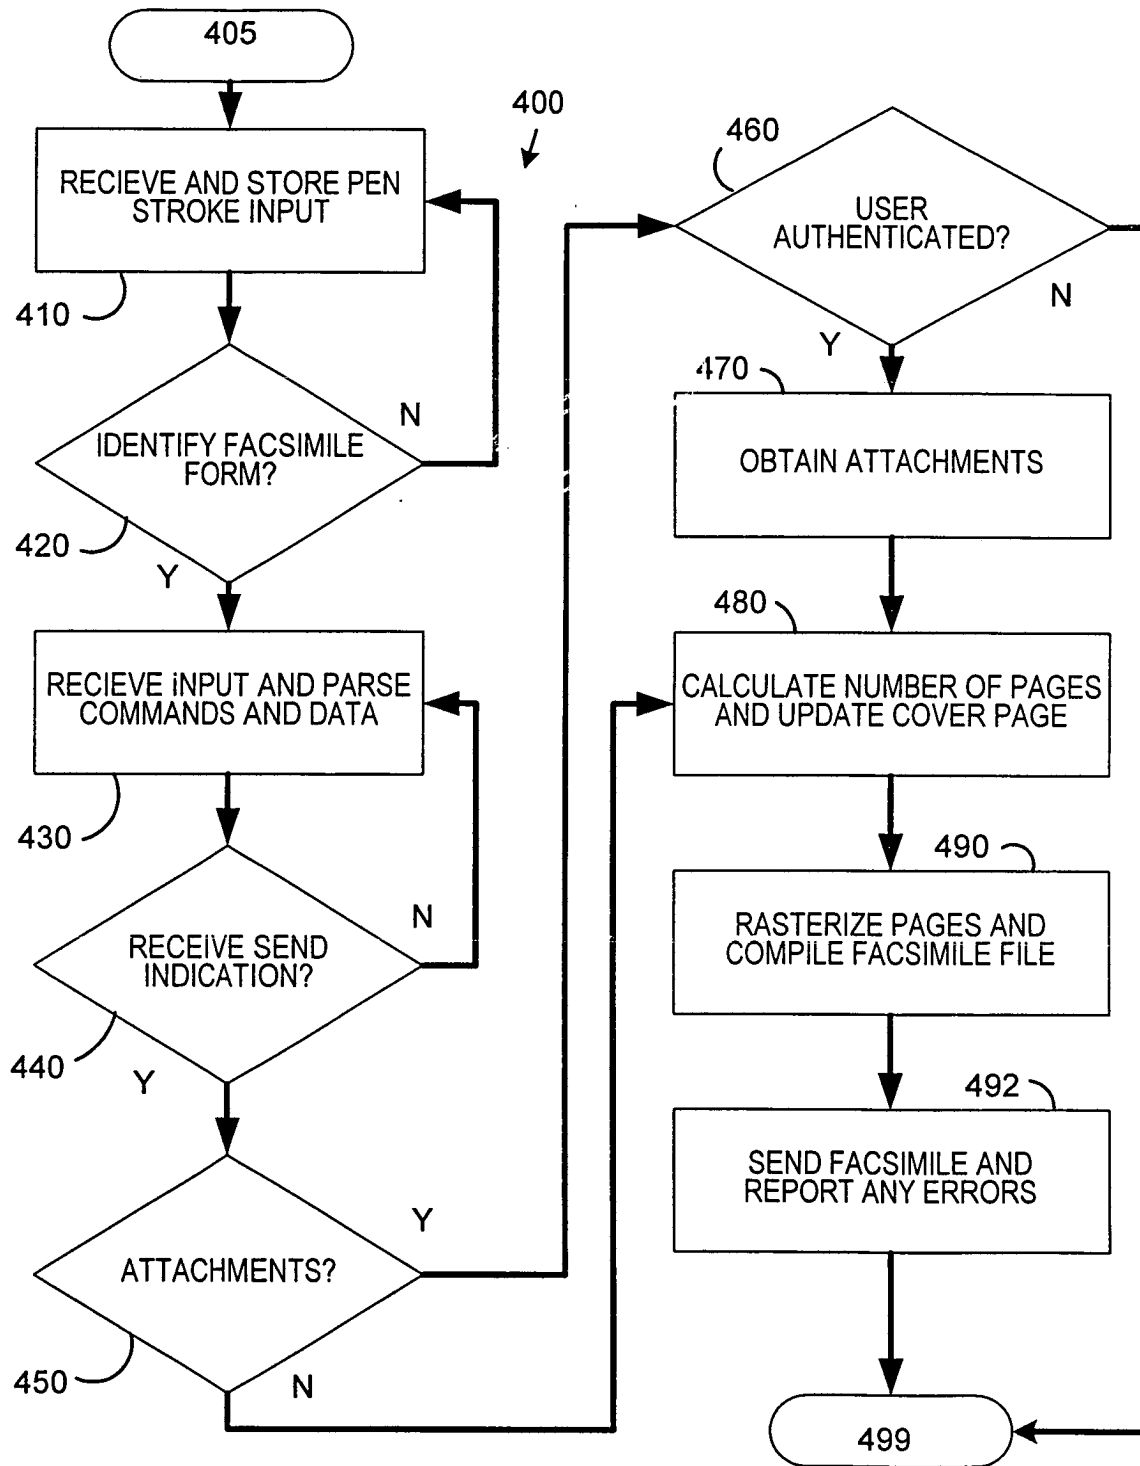 405
400
RECIEVE AND STORE PEN
STROKE INPUT
410
IDENTIFY FACSIMILE
FORM?
N
420
Y
RECIEVE iNPUT AND PARSE
COMMANDS AND DATA
430
RECEIVE SEND
INDICATION?
N
440
Y
ATTACHMENTS?
Y
450
N
460
USER
AUTHENTICATED?
N
Y
470
OBTAIN ATTACHMENTS
480
CALCULATE NUMBER OF PAGES
AND UPDATE COVER PAGE
490
RASTERIZE PAGES AND
COMPILE FACSIMILE FILE
492
SEND FACSIMILE AND
REPORT ANY ERRORS
499